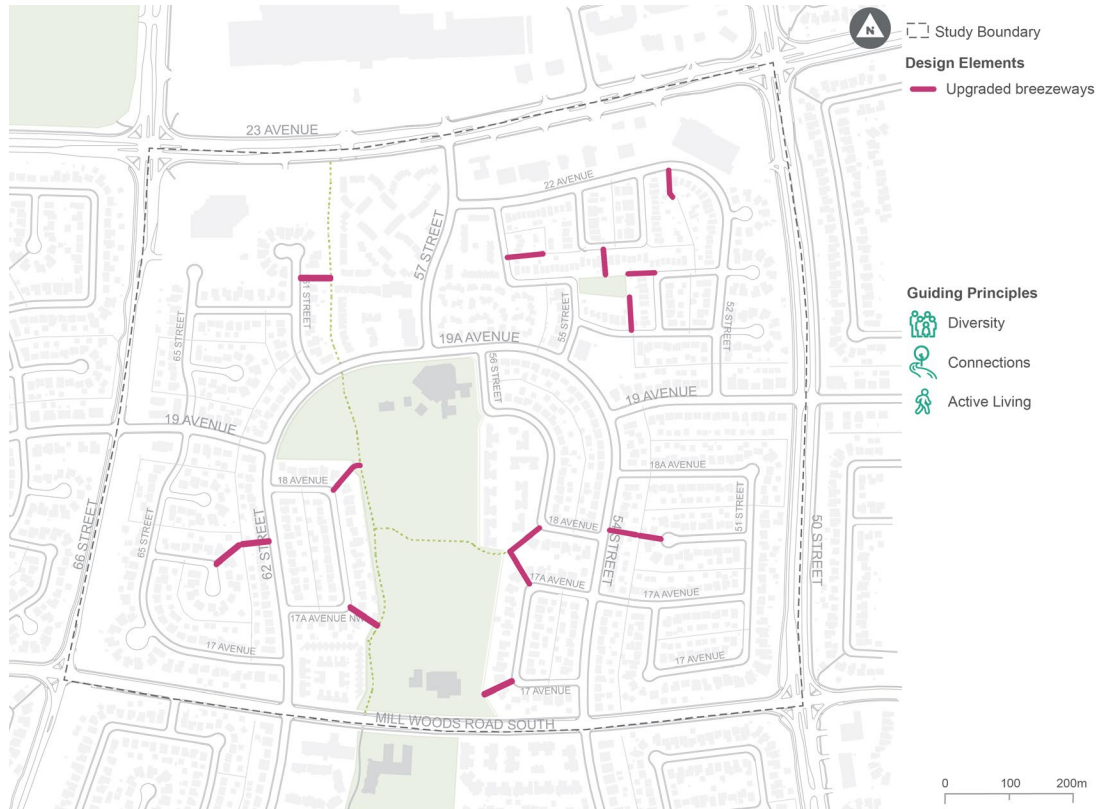 N
Study Boundary
Design Elements
Upgraded breezeways
23 AVENUE
22 AVENUE
57 STREET
61 STREET
65 STREET
52 STREET
55 STREET
19A AVENUE
56 STREET
Guiding Principles
Diversity
Connections
Active Living
19 AVENUE
19 AVENUE
18A AVENUE
18 AVENUE
51 STREET
50 STREET
66 STREET
65 STREET
62 STREET
18 AVENUE
54 STREET
17A AVENUE
17A AVENUE
17A AVENUE NW
17 AVENUE
17 AVENUE
17 AVENUE
MILL WOODS ROAD SOUTH
0 100 200m